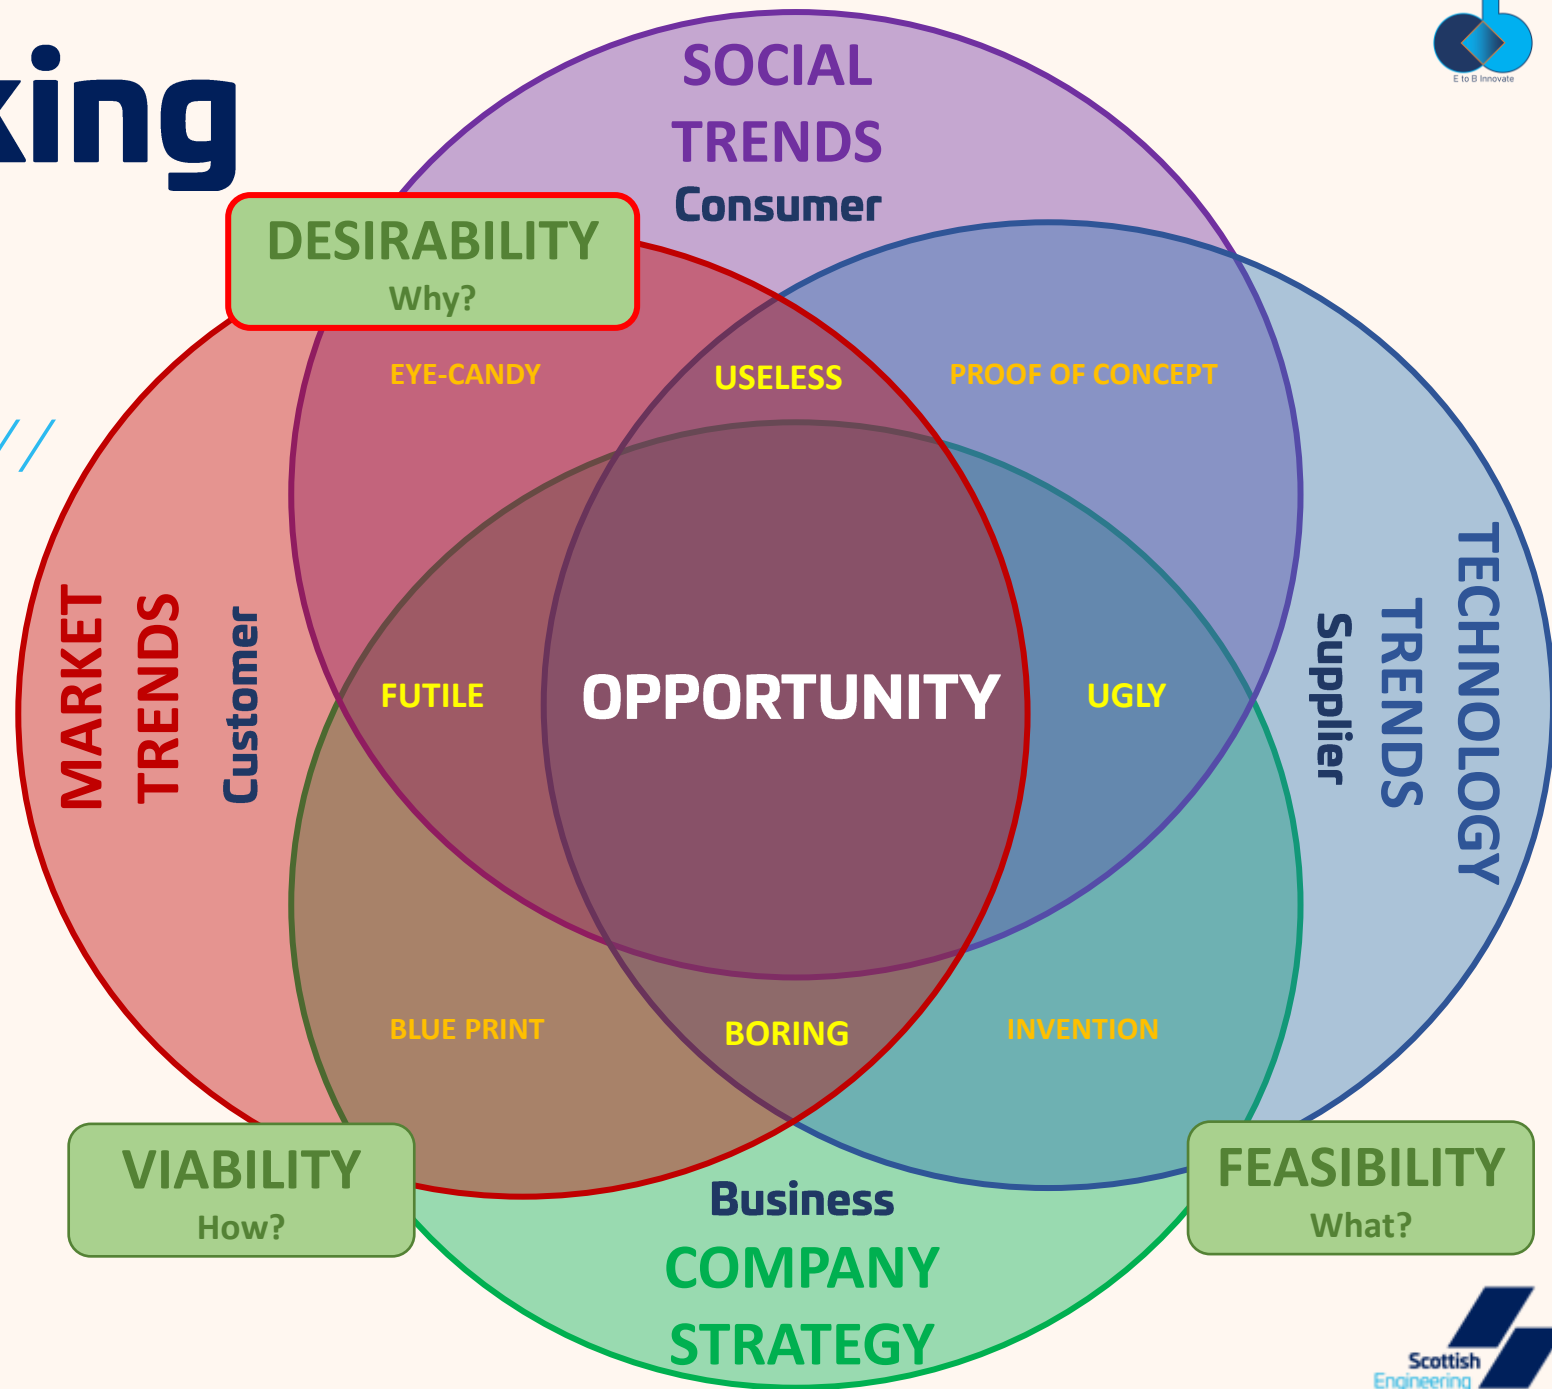 king
E to B Innovate
SOCIAL
TRENDS
Consumer
DESIRABILITY
Why?
EYE-CANDY
USELESS
PROOF OF CONCEPT
MARKET
TRENDS
Customer
FUTILE
OPPORTUNITY
UGLY
Supplier
TRENDS
TECHNOLOGY
BLUE PRINT
BORING
INVENTION
VIABILITY
How?
FEASIBILITY
What?
Business
COMPANY
STRATEGY
Scottish
Engineering